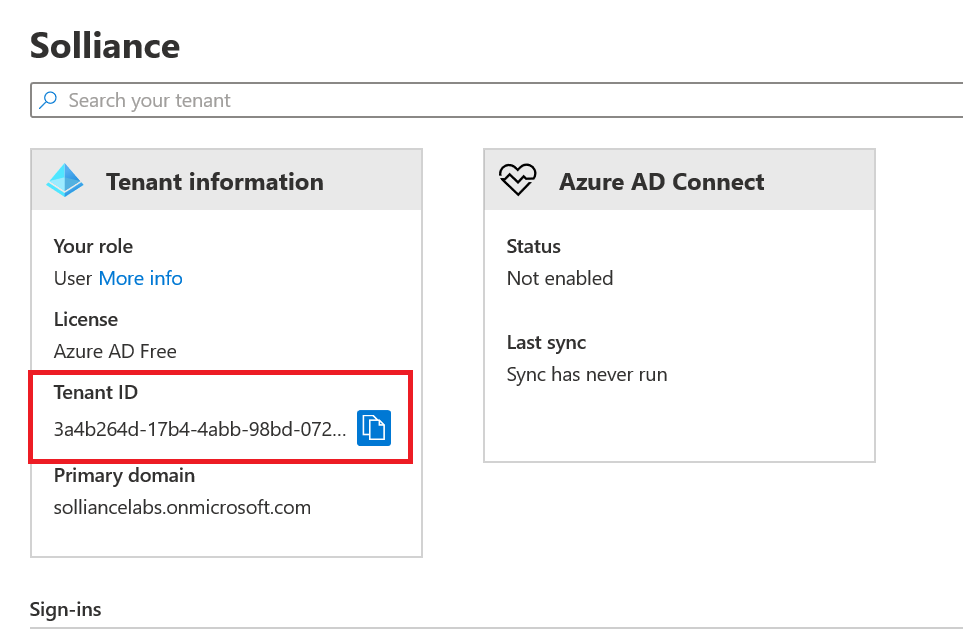 Solliance
Search your tenant
Tenant information
Your role
User More info
License
Azure AD Free
Tenant ID
3a4b264d-17b4-4abb-98bd-072...
Primary domain
solliancelabs.onmicrosoft.com
Azure AD Connect
Status
Not enabled
Last sync
Sync has never run
Sign-ins